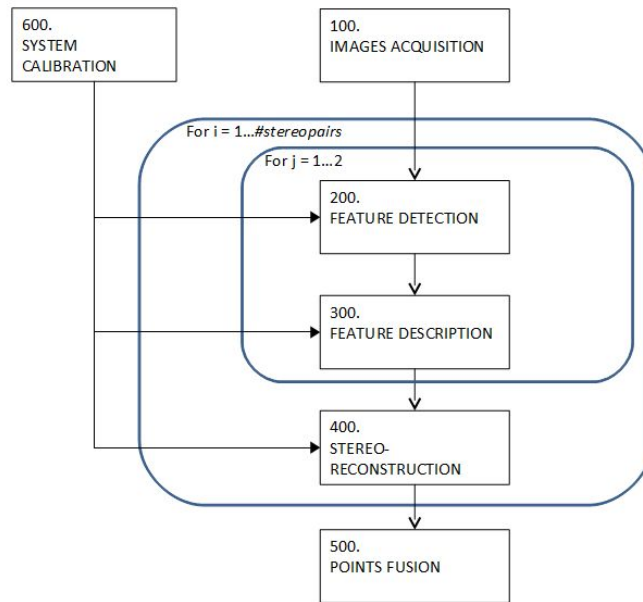 600.
SYSTEM
CALIBRATION
100.
IMAGES ACQUISITION
For i = 1...#stereopairs
For j = 1...2
200.
FEATURE DETECTION
300.
FEATURE DESCRIPTION
400.
STEREO-
RECONSTRUCTION
500.
POINTS FUSION